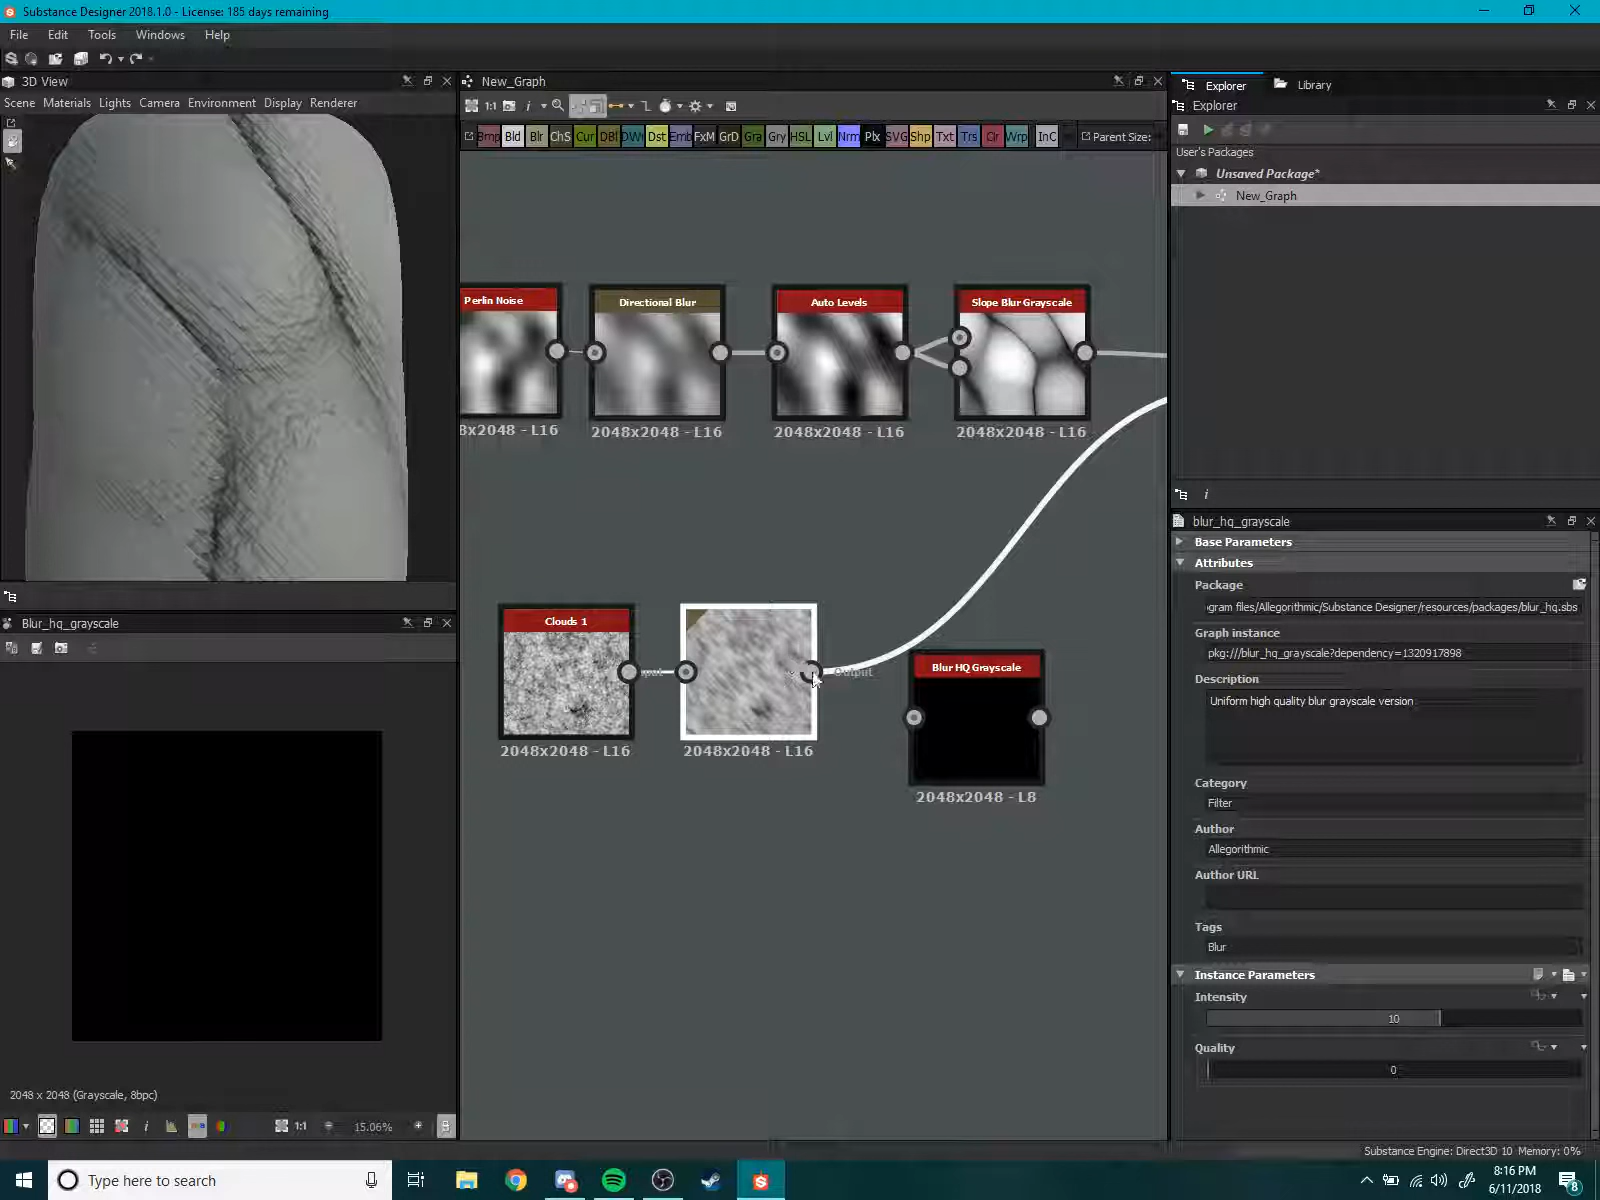 Substance Designer 2018.1.0 - License: 185 days remaining
File Edit Tools Windows Help
3D View
Scene Materials Lights Camera Environment Display Renderer
New_Graph
1:1
Bmp Bld Blr ChS Cur DBl DWr Dst Emb FxM GrD Gra Gry HSL Lvl Nrm Plx SVG Shp Txt Trs Clr Wrp InC Parent Size:
Perlin Noise
8x2048 - L16
Directional Blur
2048x2048 - L16
Auto Levels
2048x2048 - L16
Slope Blur Grayscale
2048x2048 - L16
Clouds 1
2048x2048 - L16
Output
2048x2048 - L16
Blur HQ Grayscale
2048x2048 - L8
Blur_hq_grayscale
2048 x 2048 (Grayscale, 8bpc)
1:1
15.06%
Explorer Library
Explorer
User's Packages
Unsaved Package*
New_Graph
blur_hq_grayscale
Base Parameters
Attributes
Package
gram files/Allegorithmic/Substance Designer/resources/packages/blur_hq.sbs
Graph instance
pkg:///blur_hq_grayscale?dependency=1320917898
Description
Uniform high quality blur grayscale version
Category
Filter
Author
Allegorithmic
Author URL
Tags
Blur
Instance Parameters
Intensity
10
Quality
0
Substance Engine: Direct3D 10 Memory: 0%
Type here to search
8:16 PM
6/11/2018
8